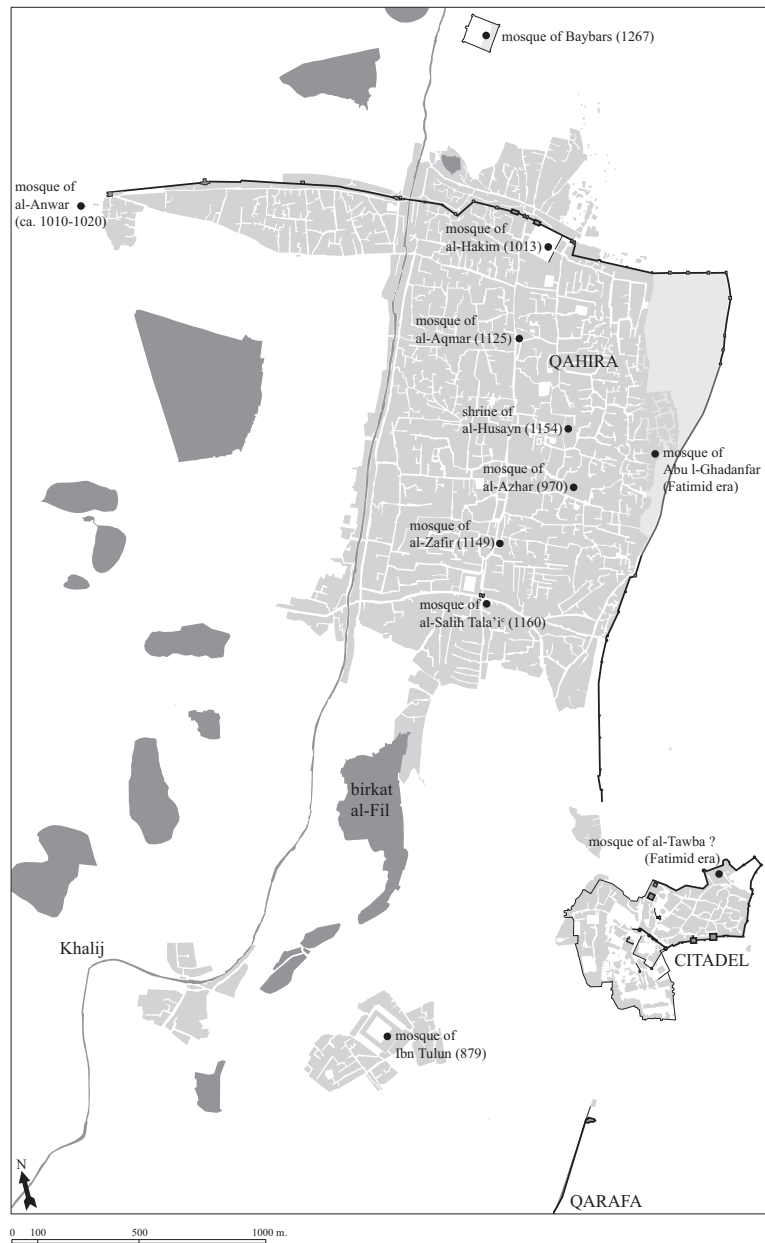 mosque of Baybars (1267)
mosque of
al-Anwar
(ca. 1010-1020)
mosque of
al-Hakim (1013)
mosque of
al-Aqmar (1125)
QAHIRA
shrine of
al-Husayn (1154)
mosque of
Abu l-Ghadanfar
(Fatimid era)
mosque of
al-Azhar (970)
mosque of
al-Zafir (1149)
mosque of
al-Salih Tala’iᶜ (1160)
birkat
al-Fil
mosque of al-Tawba ?
(Fatimid era)
Khalij
CITADEL
mosque of
Ibn Tulun (879)
N
QARAFA
0 100 500 1000 m.